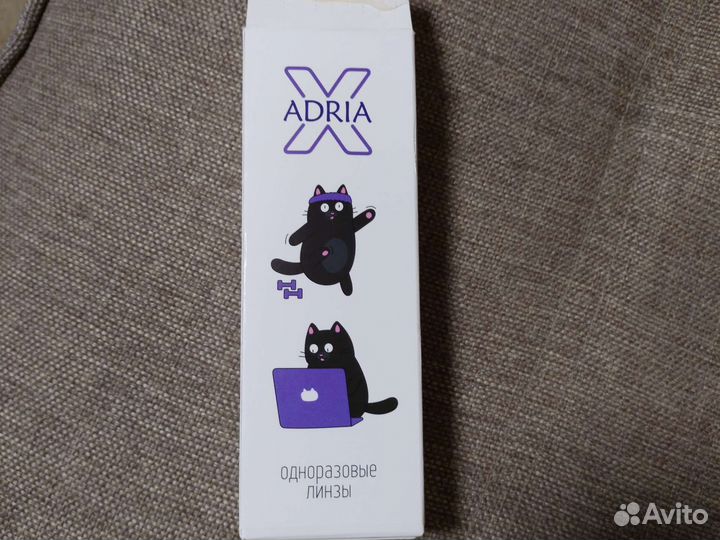 ADRIA
X
одноразовые
линзы
Avito